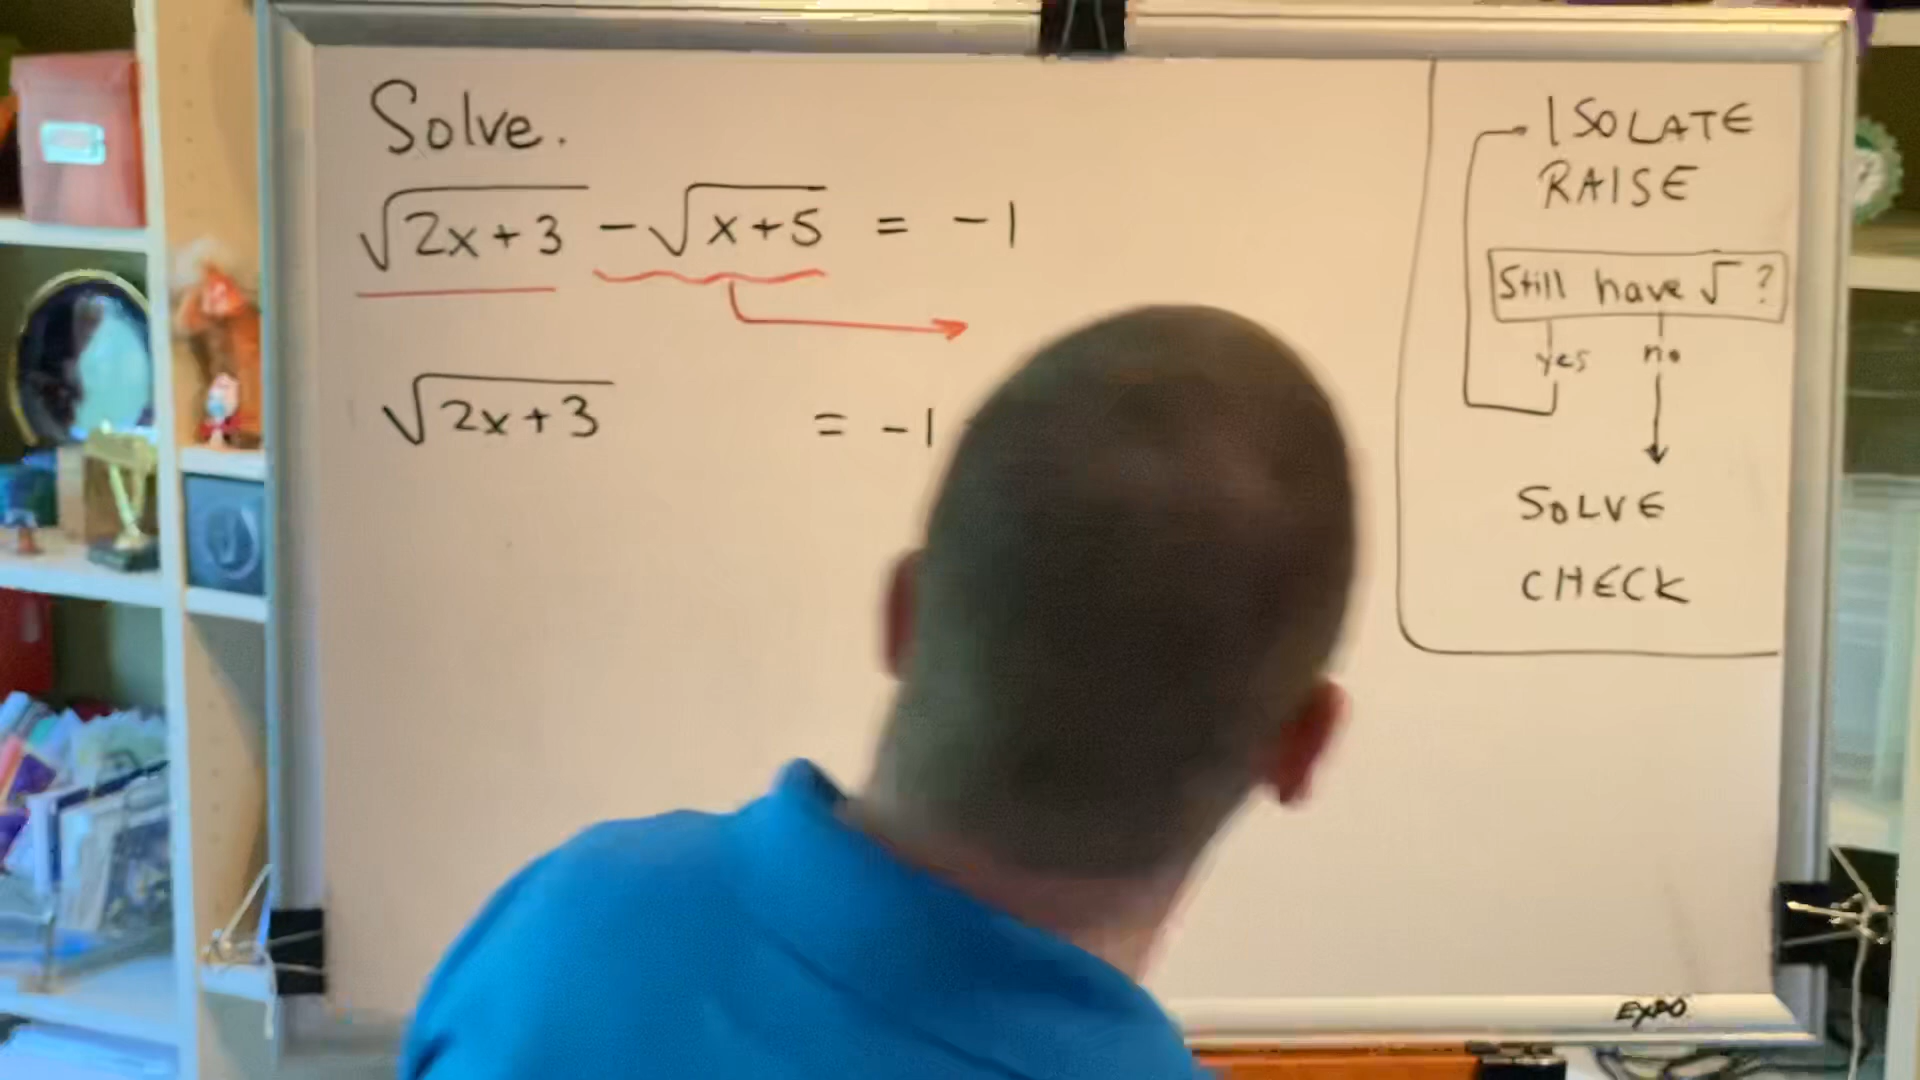 Solve.
√(2x+3) - √(x+5) = -1
√(2x+3) = -1
ISOLATE
RAISE
Still have √ ?
yes no
SOLVE
CHECK
EXPO